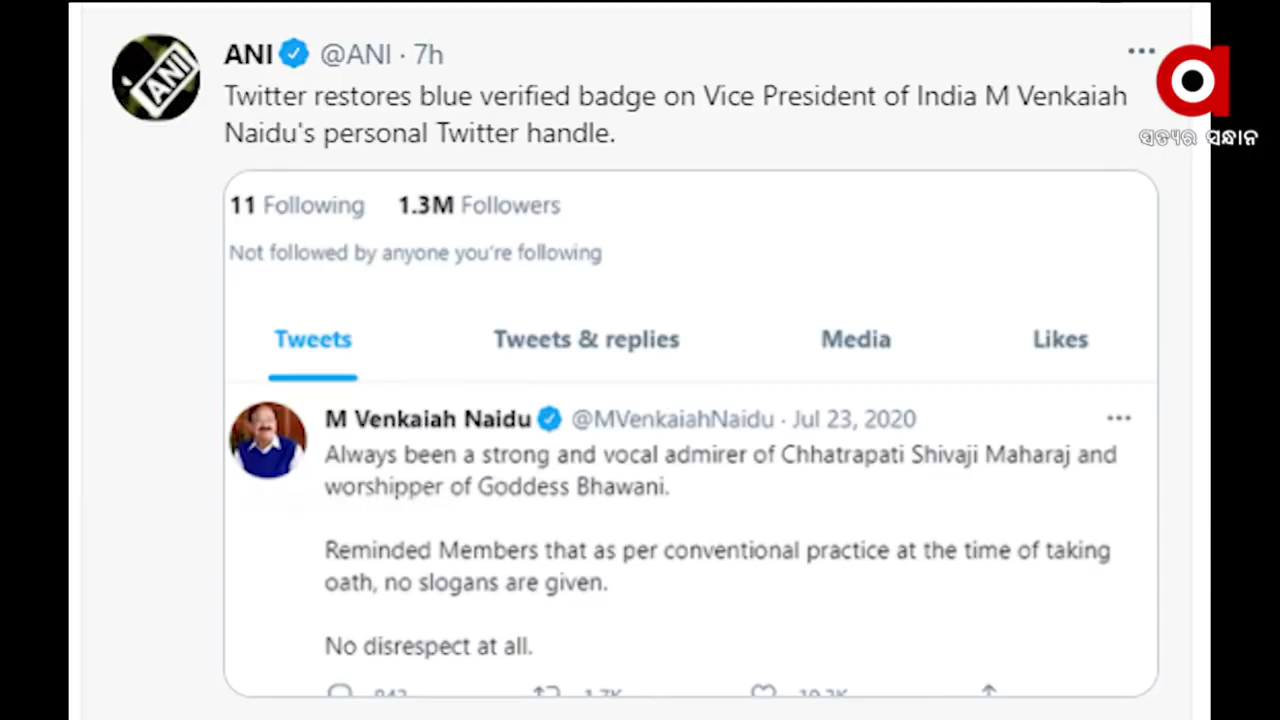 ANI @ANI · 7h
Twitter restores blue verified badge on Vice President of India M Venkaiah
Naidu's personal Twitter handle.
ସତ୍ୟର ସନ୍ଧାନ
11 Following 1.3M Followers
Not followed by anyone you're following
Tweets Tweets & replies Media Likes
M Venkaiah Naidu @MVenkaiahNaidu · Jul 23, 2020
Always been a strong and vocal admirer of Chhatrapati Shivaji Maharaj and
worshipper of Goddess Bhawani.
Reminded Members that as per conventional practice at the time of taking
oath, no slogans are given.
No disrespect at all.